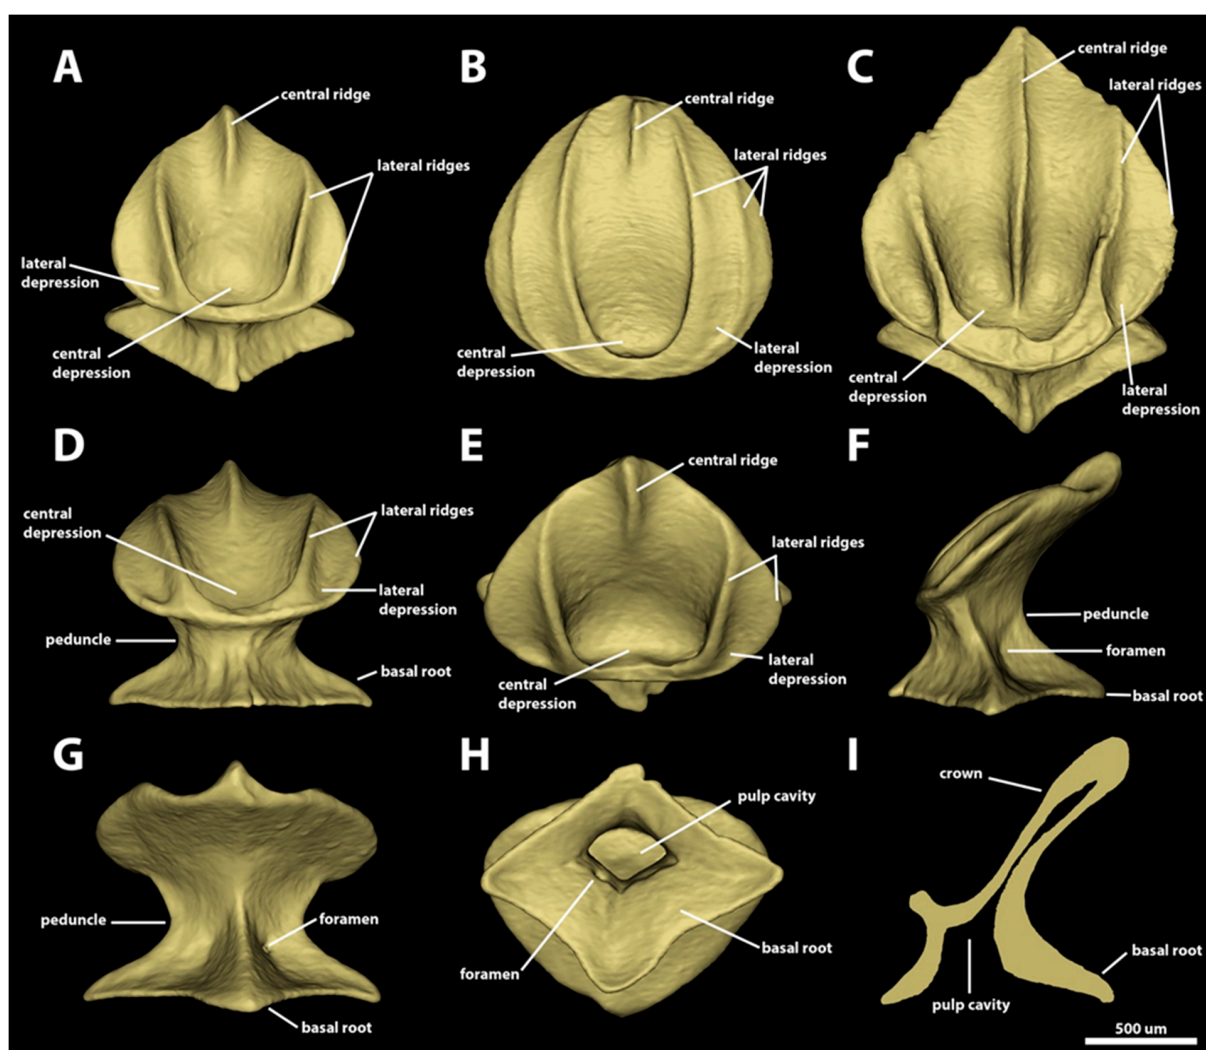 A
central ridge
lateral ridges
lateral
depression
central
depression
B
central ridge
lateral ridges
central
depression
lateral
depression
C
central ridge
lateral ridges
central
depression
lateral
depression
D
central
depression
lateral ridges
lateral
depression
peduncle
basal root
E
central ridge
lateral ridges
lateral
depression
central
depression
F
peduncle
foramen
basal root
G
peduncle
foramen
basal root
H
pulp cavity
basal root
foramen
I
crown
basal root
pulp cavity
500 um